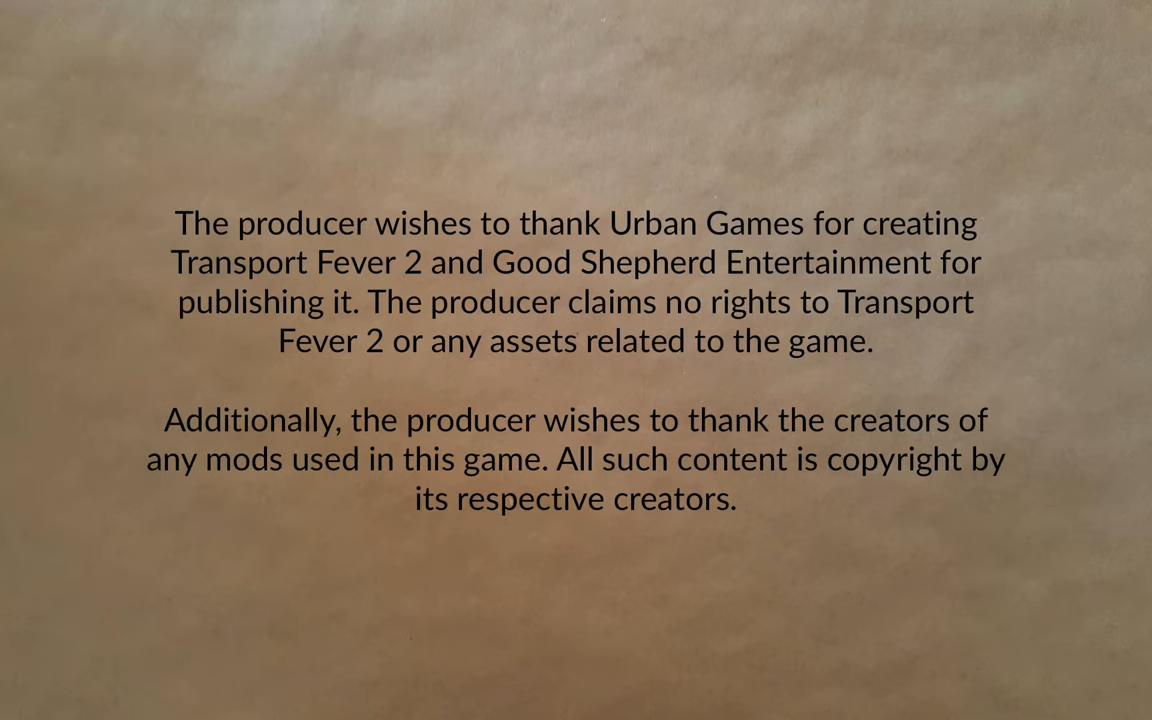 The producer wishes to thank Urban Games for creating
Transport Fever 2 and Good Shepherd Entertainment for
publishing it. The producer claims no rights to Transport
Fever 2 or any assets related to the game.
Additionally, the producer wishes to thank the creators of
any mods used in this game. All such content is copyright by
its respective creators.